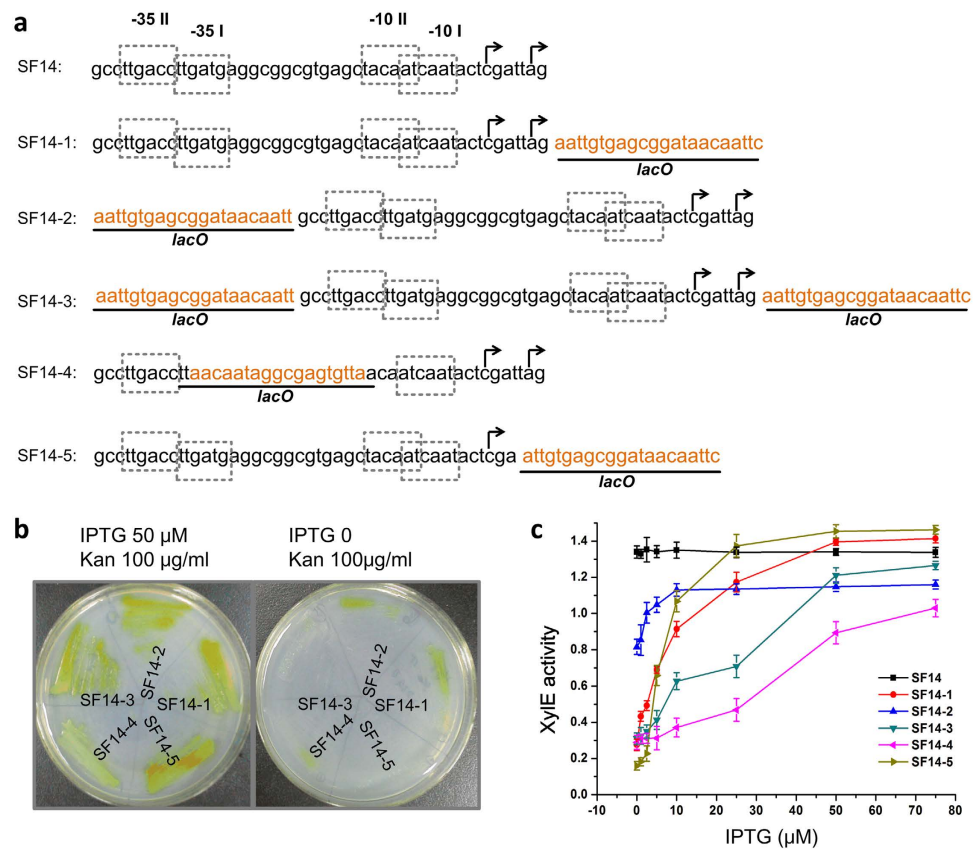 a
-35 II
-35 I
-10 II
-10 I
SF14:
gccttgaccttgatgaggcggcgtgagctacaatcaatactcgattag
SF14-1:
gccttgaccttgatgaggcggcgtgagctacaatcaatactcgattag aattgtgagcggataacaattc
lacO
SF14-2:
aattgtgagcggataacaatt gccttgaccttgatgaggcggcgtgagctacaatcaatactcgattag
lacO
SF14-3:
aattgtgagcggataacaatt gccttgaccttgatgaggcggcgtgagctacaatcaatactcgattag aattgtgagcggataacaattc
lacO lacO
SF14-4:
gccttgaccttaacaataggcgagtgttaacaatcaatactcgattag
lacO
SF14-5:
gccttgaccttgatgaggcggcgtgagctacaatcaatactcga attgtgagcggataacaattc
lacO
b
IPTG 50 µM
Kan 100 µg/ml
IPTG 0
Kan 100µg/ml
SF14-2
SF14-3
SF14-1
SF14-4
SF14-5
SF14-2
SF14-3
SF14-1
SF14-4
SF14-5
c
XylE activity
1.4
1.2
1.0
0.8
0.6
0.4
0.2
0.0
SF14
SF14-1
SF14-2
SF14-3
SF14-4
SF14-5
-10 0 10 20 30 40 50 60 70 80
IPTG (µM)